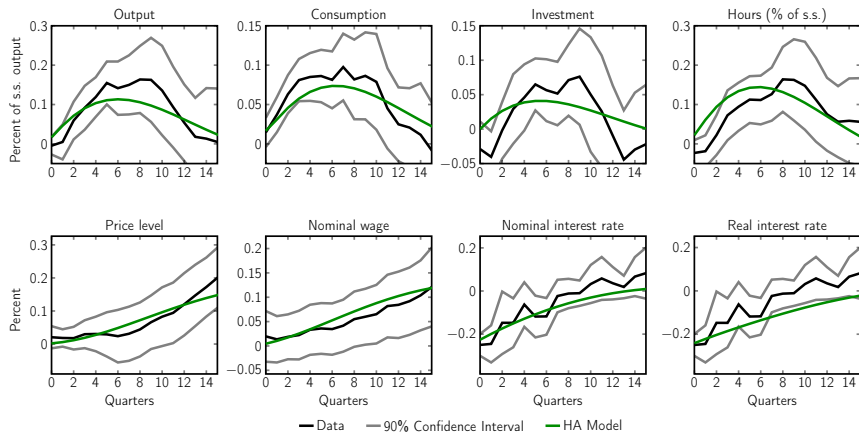 Output
Consumption
Investment
Hours (% of s.s.)
Percent of s.s. output
0.3
0.2
0.1
0
0 2 4 6 8 10 12 14
0.2
0.15
0.1
0.05
0
0 2 4 6 8 10 12 14
0.15
0.1
0.05
0
−0.05
0 2 4 6 8 10 12 14
0.3
0.2
0.1
0
0 2 4 6 8 10 12 14
Price level
Nominal wage
Nominal interest rate
Real interest rate
Percent
0.3
0.2
0.1
0
0 2 4 6 8 10 12 14
Quarters
0.2
0.15
0.1
0.05
0
−0.05
0 2 4 6 8 10 12 14
Quarters
0.2
0
−0.2
0 2 4 6 8 10 12 14
Quarters
0.2
0
−0.2
0 2 4 6 8 10 12 14
Quarters
Data
90% Confidence Interval
HA Model